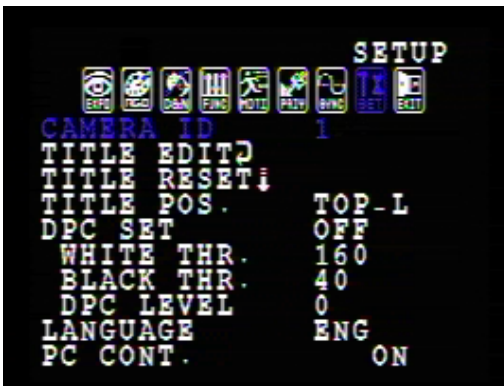 SETUP
EXPO D&N FUNC MOTI PRIV SYNC SET EXIT
CAMERA ID 1
TITLE EDIT
TITLE RESET
TITLE POS. TOP-L
DPC SET OFF
WHITE THR. 160
BLACK THR. 40
DPC LEVEL 0
LANGUAGE ENG
PC CONT. ON